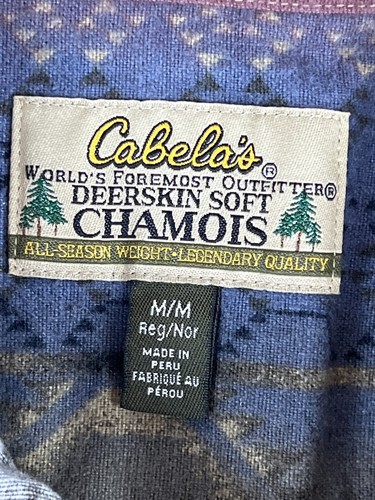 Cabela's®
WORLD'S FOREMOST OUTFITTER®
DEERSKIN SOFT
CHAMOIS
ALL-SEASON WEIGHT • LEGENDARY QUALITY
M/M
Reg/Nor
MADE IN
PERU
FABRIQUÉ AU
PÉROU